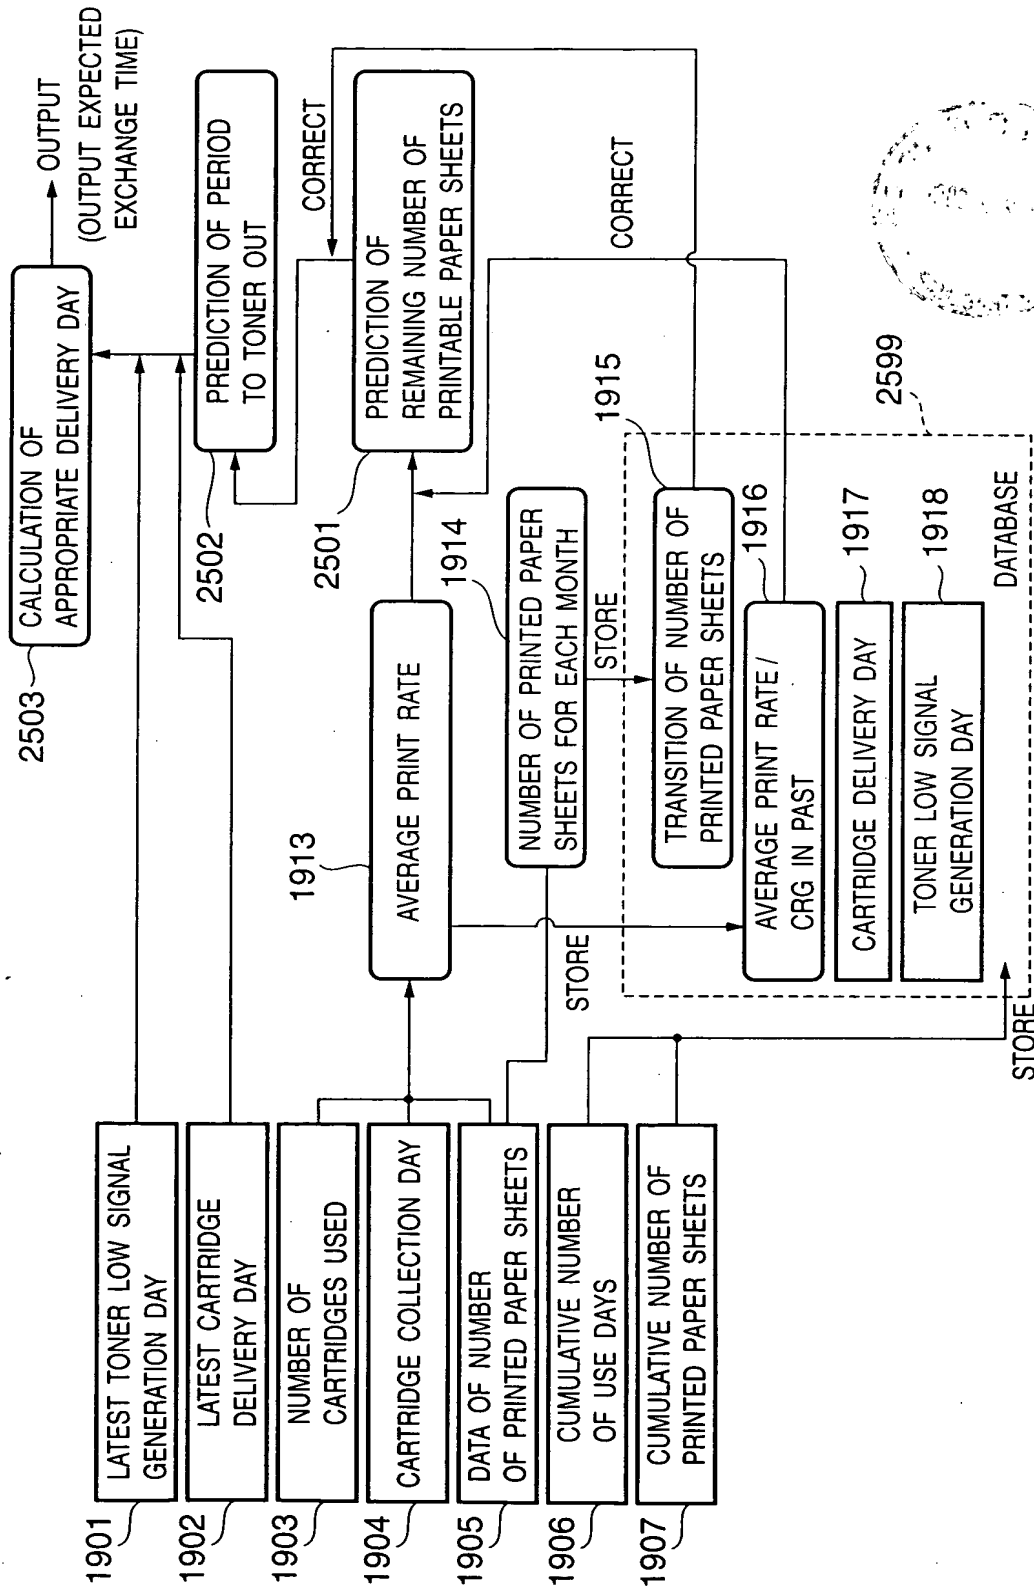 1901
LATEST TONER LOW SIGNAL
GENERATION DAY
1902
LATEST CARTRIDGE
DELIVERY DAY
1903
NUMBER OF
CARTRIDGES USED
1904
CARTRIDGE COLLECTION DAY
1905
DATA OF NUMBER
OF PRINTED PAPER SHEETS
1906
CUMULATIVE NUMBER
OF USE DAYS
1907
CUMULATIVE NUMBER OF
PRINTED PAPER SHEETS
2503
CALCULATION OF
APPROPRIATE DELIVERY DAY
OUTPUT
(OUTPUT EXPECTED
EXCHANGE TIME)
2502
PREDICTION OF PERIOD
TO TONER OUT
CORRECT
2501
PREDICTION OF
REMAINING NUMBER OF
PRINTABLE PAPER SHEETS
CORRECT
1913
AVERAGE PRINT RATE
1914
NUMBER OF PRINTED PAPER
SHEETS FOR EACH MONTH
STORE
STORE
2599
1915
TRANSITION OF NUMBER OF
PRINTED PAPER SHEETS
1916
AVERAGE PRINT RATE /
CRG IN PAST
1917
CARTRIDGE DELIVERY DAY
1918
TONER LOW SIGNAL
GENERATION DAY
DATABASE
STORE